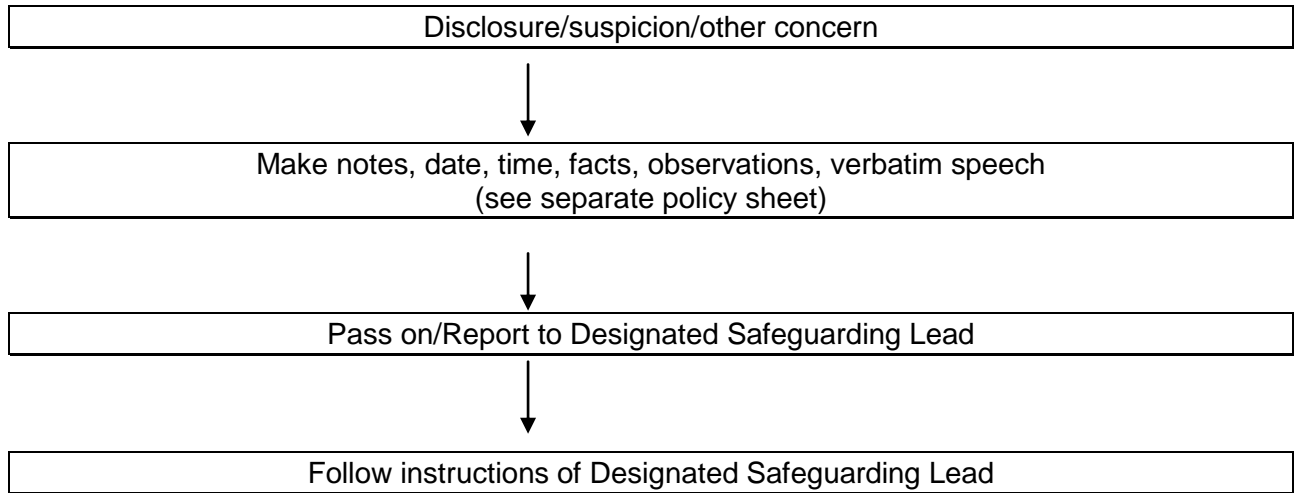 Disclosure/suspicion/other concern
Make notes, date, time, facts, observations, verbatim speech
(see separate policy sheet)
Pass on/Report to Designated Safeguarding Lead
Follow instructions of Designated Safeguarding Lead